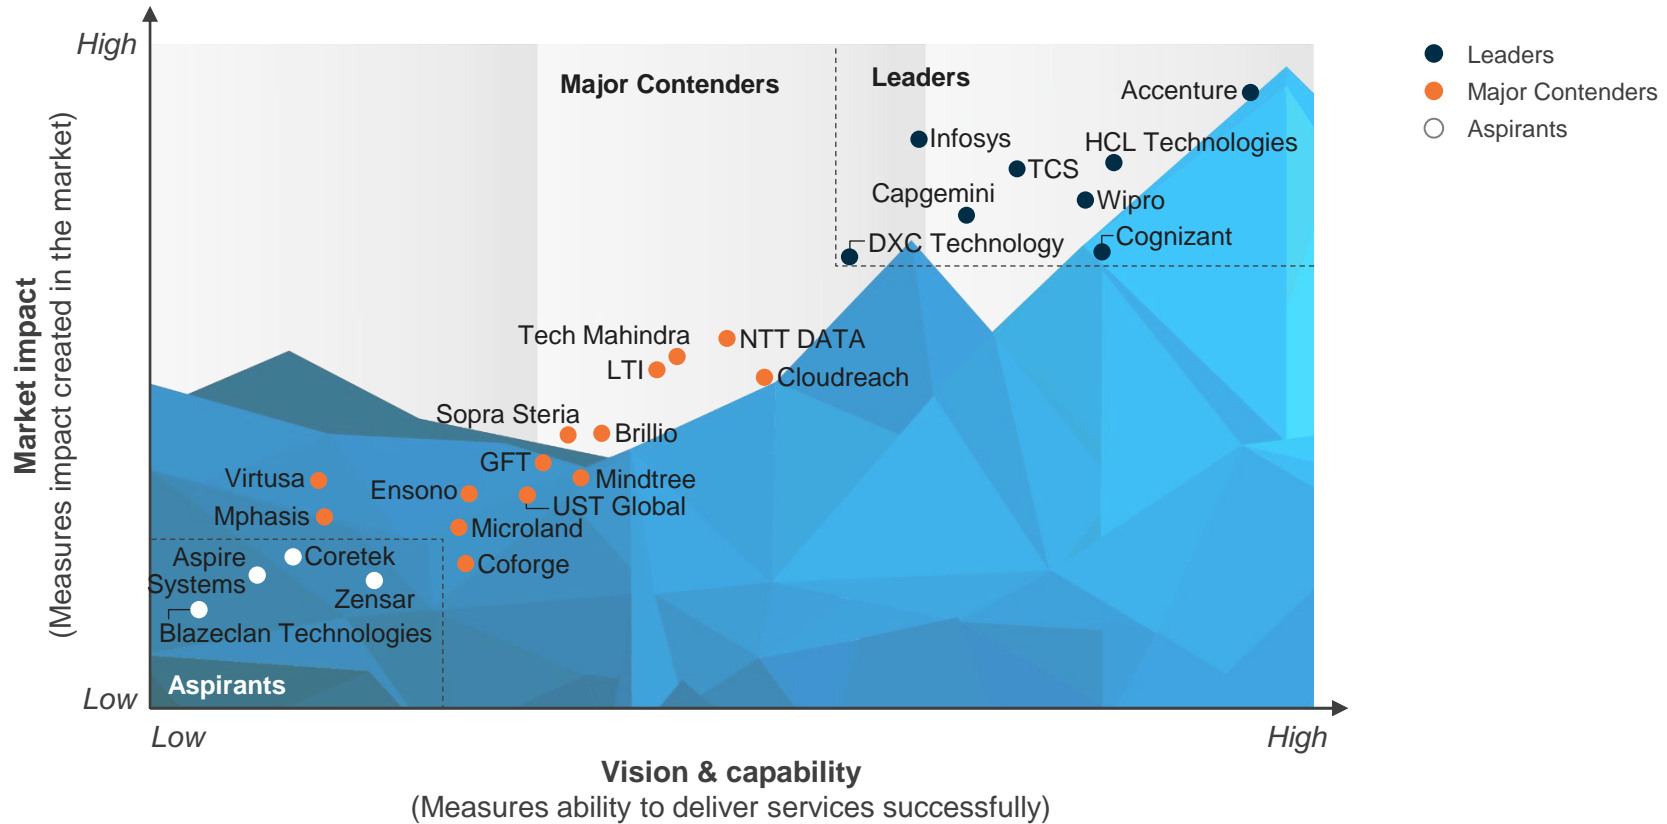 High
Major Contenders
Leaders
Accenture
Infosys
HCL Technologies
TCS
Capgemini
Wipro
DXC Technology
Cognizant
Tech Mahindra
NTT DATA
LTI
Cloudreach
Sopra Steria
Brillio
GFT
Mindtree
Virtusa
Ensono
UST Global
Mphasis
Microland
Aspire
Systems
Coretek
Coforge
Zensar
Blazeclan Technologies
Aspirants
Low
Market impact
(Measures impact created in the market)
Low
High
Vision & capability
(Measures ability to deliver services successfully)
Leaders
Major Contenders
Aspirants